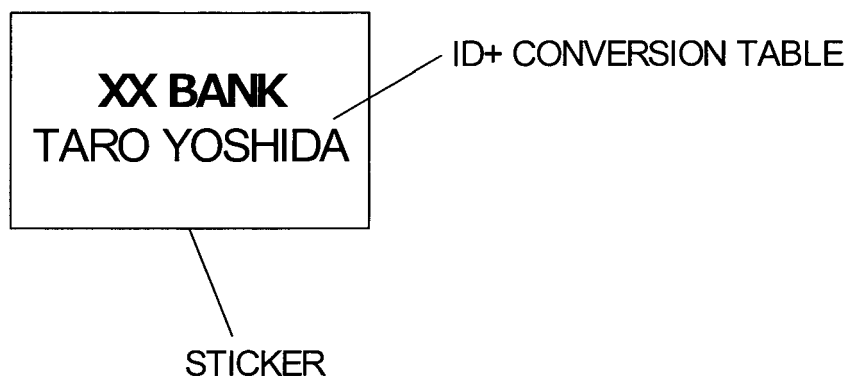 ID+ CONVERSION TABLE
XX BANK
TARO YOSHIDA
STICKER